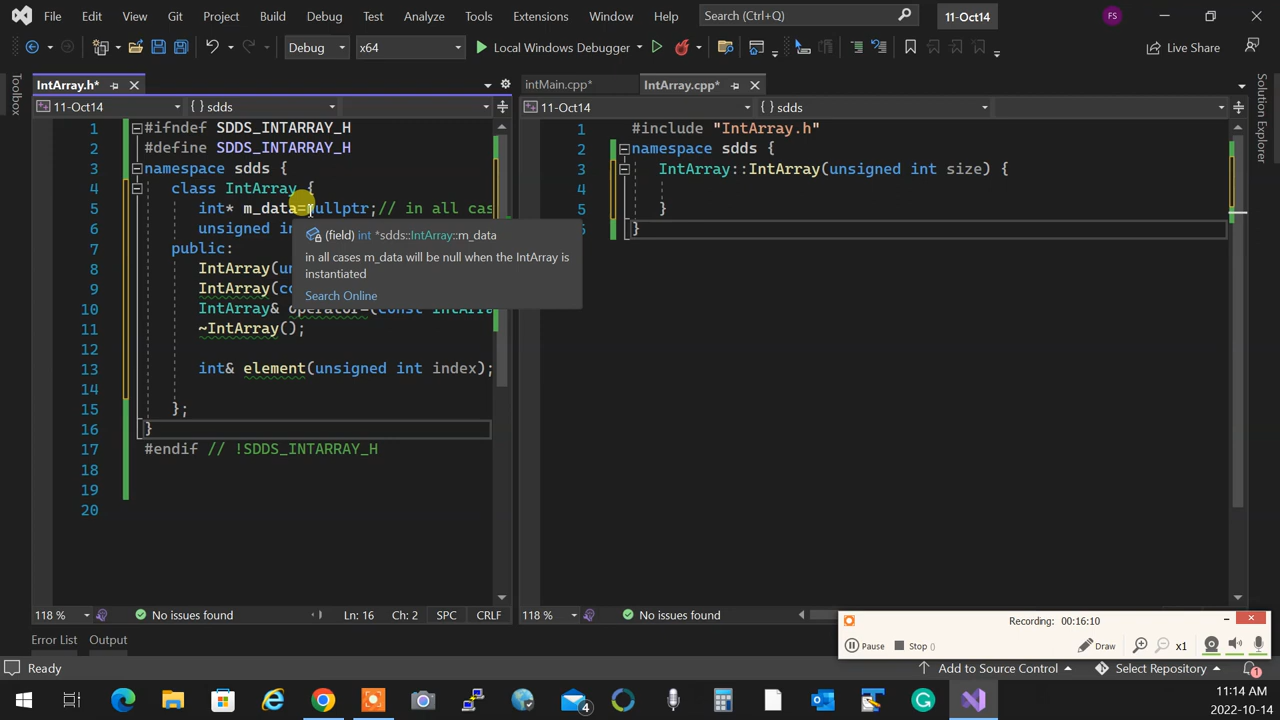 File Edit View Git Project Build Debug Test Analyze Tools Extensions Window Help Search (Ctrl+Q) 11-Oct14 FS
Debug x64 Local Windows Debugger Live Share
Toolbox
IntArray.h*
11-Oct14 {} sdds
1 #ifndef SDDS_INTARRAY_H
2 #define SDDS_INTARRAY_H
3 namespace sdds {
4 class IntArray {
5 int* m_data=nullptr;// in all cas
6 unsigned in
7 public:
8 IntArray(un
9 IntArray(co
10 IntArray& operator=(const IntArra
11 ~IntArray();
12
13 int& element(unsigned int index);
14
15 };
16 }
17 #endif // !SDDS_INTARRAY_H
18
19
20
(field) int *sdds::IntArray::m_data
in all cases m_data will be null when the IntArray is
instantiated
Search Online
118 % No issues found Ln: 16 Ch: 2 SPC CRLF
intMain.cpp* IntArray.cpp*
11-Oct14 {} sdds
1 #include "IntArray.h"
2 namespace sdds {
3 IntArray::IntArray(unsigned int size) {
4
5 }
}
118 % No issues found
Solution Explorer
Recording: 00:16:10
Pause Stop () Draw x1
Error List Output
Ready Add to Source Control Select Repository 1
4
11:14 AM
2022-10-14